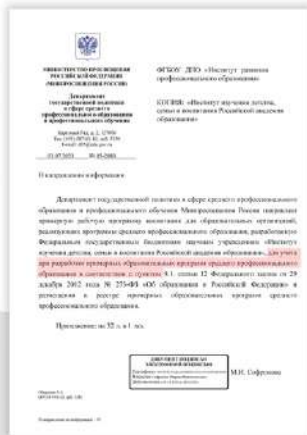 МИНИСТЕРСТВО ПРОСВЕЩЕНИЯ
РОССИЙСКОЙ ФЕДЕРАЦИИ
(МИНПРОСВЕЩЕНИЯ РОССИИ)
Департамент
государственной политики
в сфере среднего
профессионального образования
и профессионального обучения
ФГБОУ ДПО «Институт развития
профессионального образования»
КОПИЯ: «Институт изучения детства,
семьи и воспитания Российской академии
образования»
О направлении информации
Департамент государственной политики в сфере среднего профессионального
образования и профессионального обучения Минпросвещения России направляет
примерную рабочую программу воспитания для образовательных организаций,
реализующих программы среднего профессионального образования, разработанную
Федеральным государственным бюджетным научным учреждением «Институт
изучения детства, семьи и воспитания Российской академии образования», для учета
при разработке примерных образовательных программ среднего профессионального
образования в соответствии с пунктом 9.1. статьи 12 Федерального закона от 29
декабря 2012 года № 273-ФЗ «Об образовании в Российской Федерации» и
размещения в реестре примерных образовательных программ среднего
профессионального образования.
Приложение: на 32 л. в 1 экз.
ДОКУМЕНТ ПОДПИСАН
ЭЛЕКТРОННОЙ ПОДПИСЬЮ
М.И. Софронова